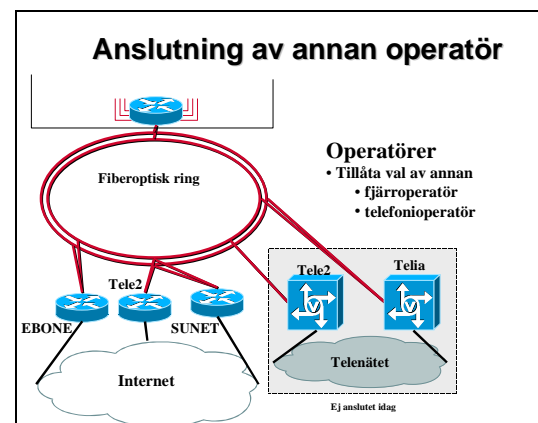 Anslutning av annan operatör
Operatörer
• Tillåta val av annan
• fjärroperatör
• telefonioperatör
Fiberoptisk ring
Tele2
EBONE
SUNET
Internet
Tele2
Telia
V
V
Telenätet
Ej anslutet idag